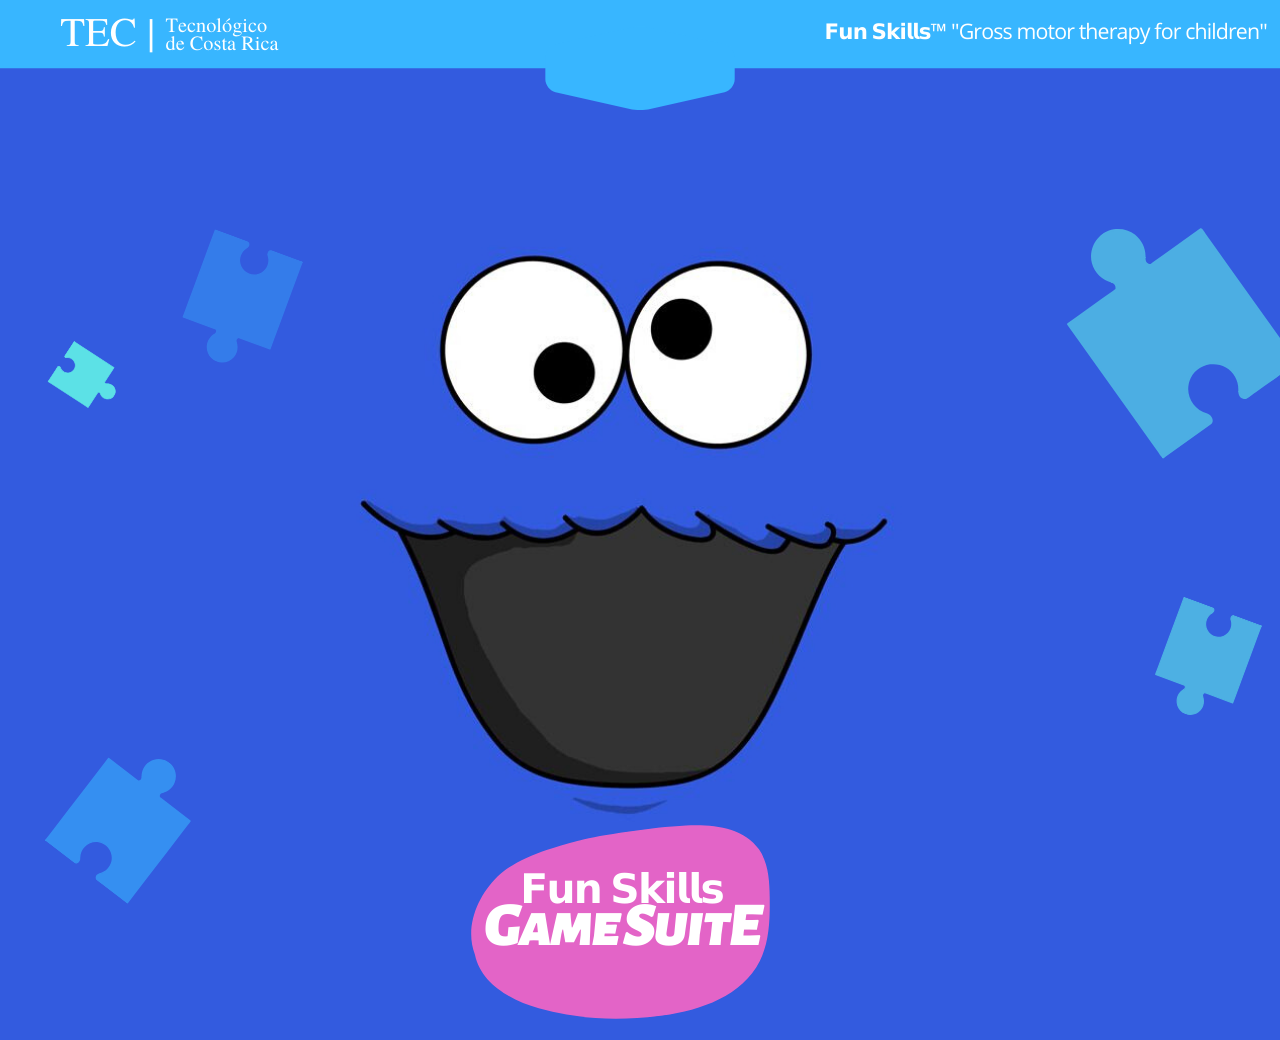 TEC | Tecnológico
de Costa Rica
Fun Skills™ "Gross motor therapy for children"
Fun Skills
GAMESUITE